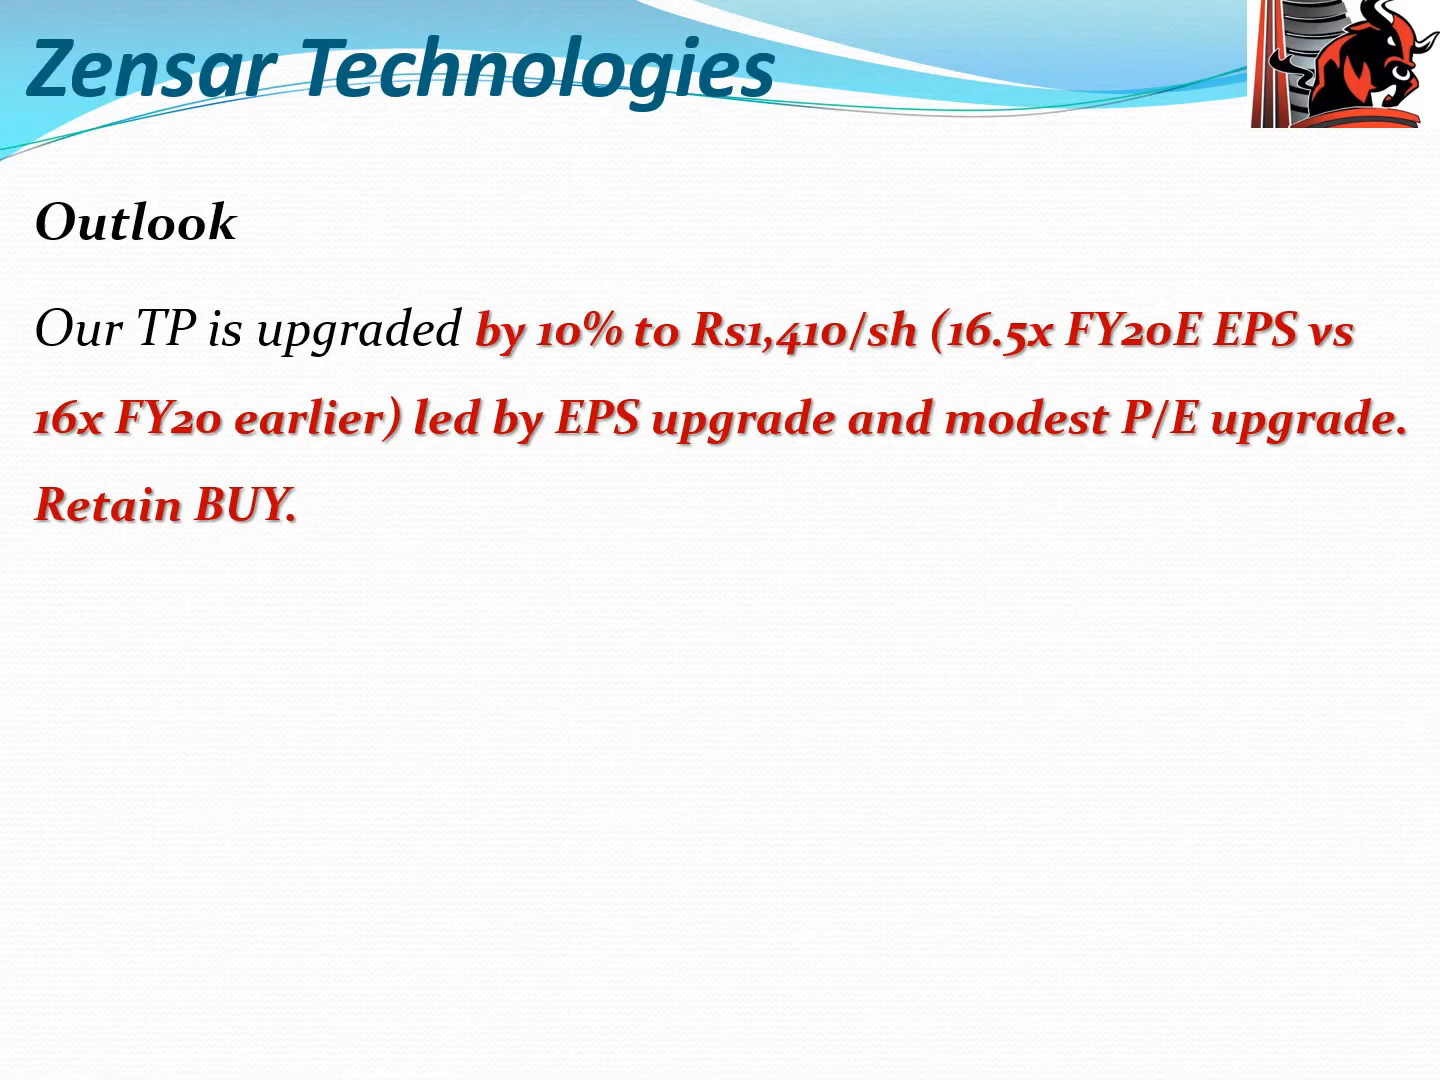 Zensar Technologies
Outlook
Our TP is upgraded by 10% to Rs1,410/sh (16.5x FY20E EPS vs
16x FY20 earlier) led by EPS upgrade and modest P/E upgrade.
Retain BUY.